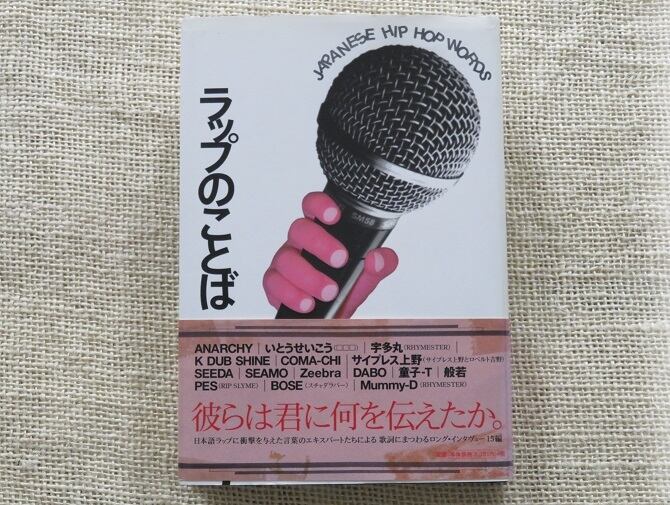 JAPANESE HIP HOP WORDS
ラップのことば
SM58
ANARCHY｜いとうせいこう(□□□)｜宇多丸(RHYMESTER)｜
K DUB SHINE｜COMA-CHI｜サイプレス上野(サイプレス上野とロベルト吉野)
SEEDA｜SEAMO｜Zeebra｜DABO｜童子-T｜般若
PES(RIP SLYME)｜BOSE(スチャダラパー)｜Mummy-D(RHYMESTER)
彼らは君に何を伝えたか。
日本語ラップに衝撃を与えた言葉のエキスパートたちによる 歌詞にまつわるロング・インタヴュー15編